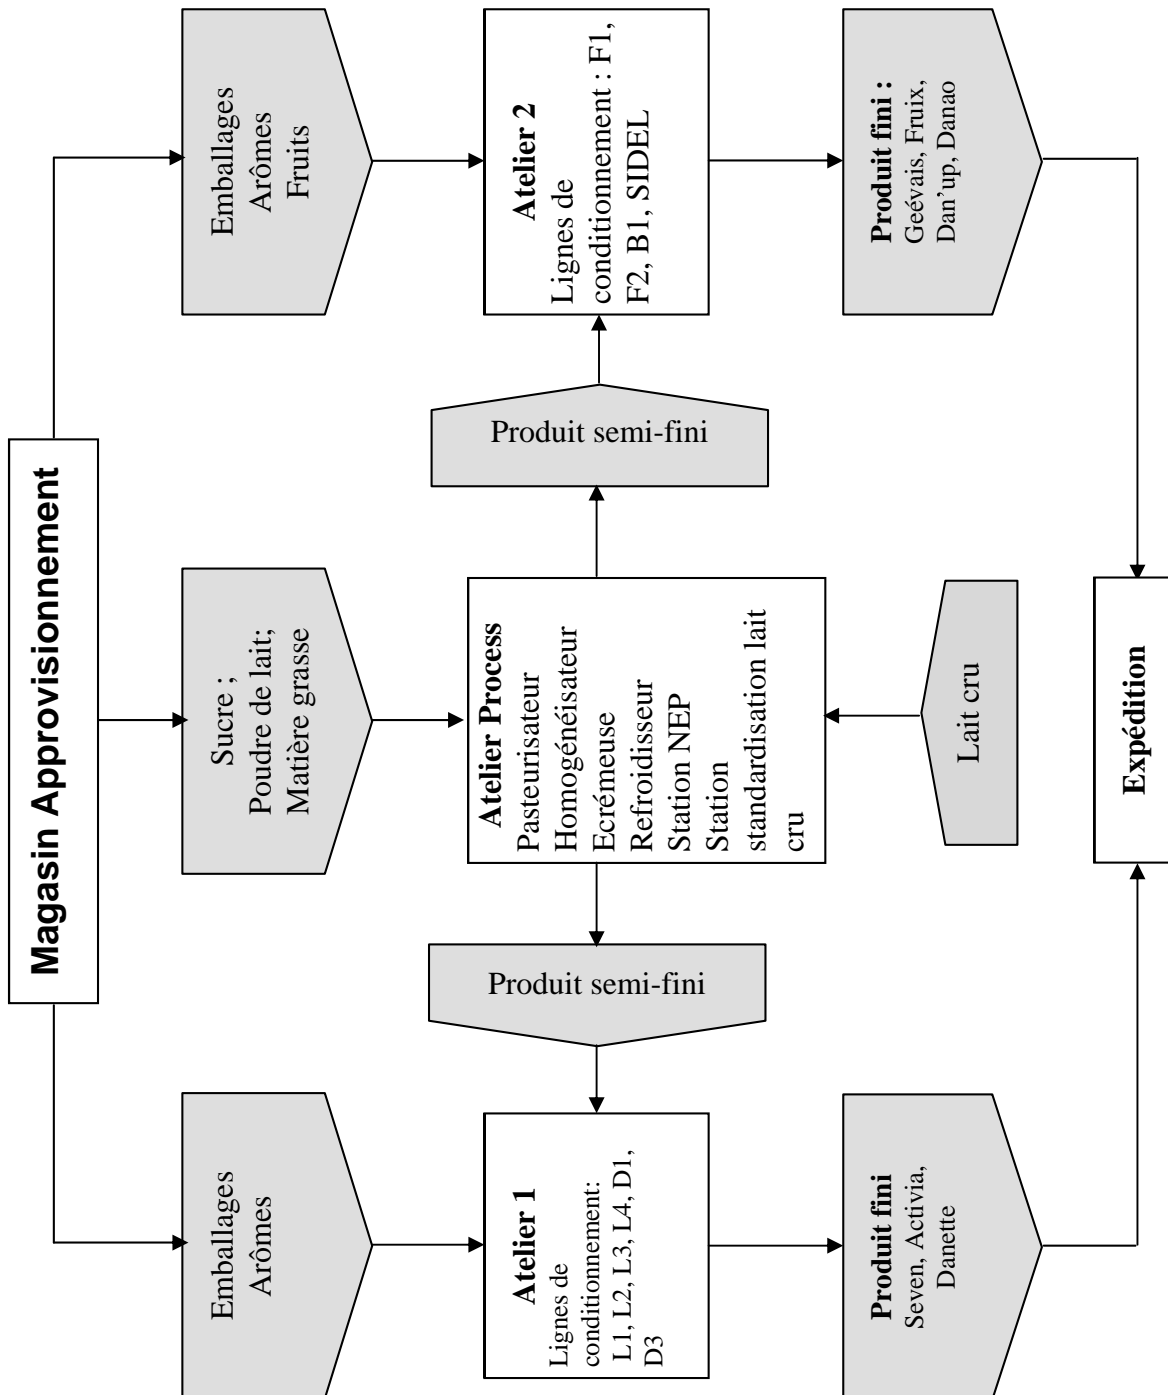 Magasin Approvisionnement
Emballages
Arômes
Sucre ;
Poudre de lait;
Matière grasse
Emballages
Arômes
Fruits
Atelier 1
Lignes de
conditionnement:
L1, L2, L3, L4, D1,
D3
Produit semi-fini
Atelier Process
Pasteurisateur
Homogénéisateur
Ecrémeuse
Refroidisseur
Station NEP
Station
standardisation lait
cru
Produit semi-fini
Atelier 2
Lignes de
conditionnement : F1,
F2, B1, SIDEL
Produit fini
Seven, Activia,
Danette
Lait cru
Produit fini :
Geévais, Fruix,
Dan’up, Danao
Expédition